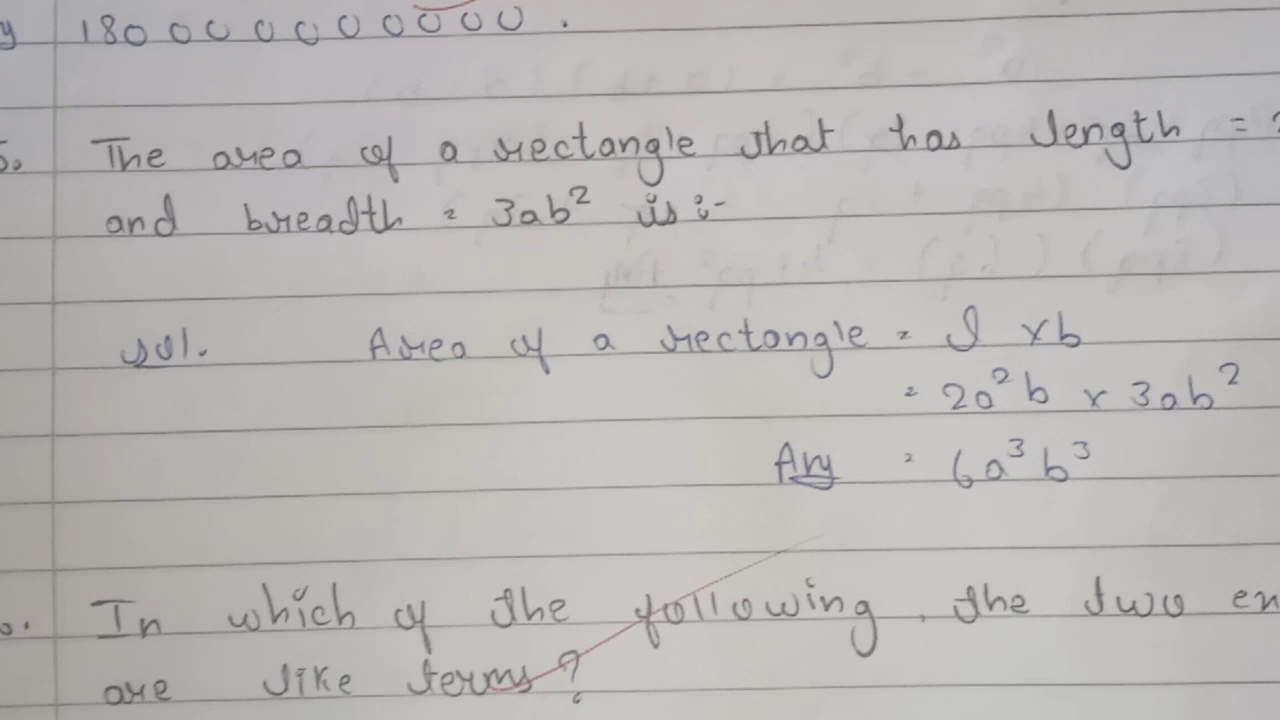 y 180000000000.
5. The area of a rectangle that has length =
and breadth = 3ab² is :-
sol. Area of a rectangle = l x b
= 2a²b x 3ab²
Ans = 6a³b³
In which of the following, the two
are like terms?